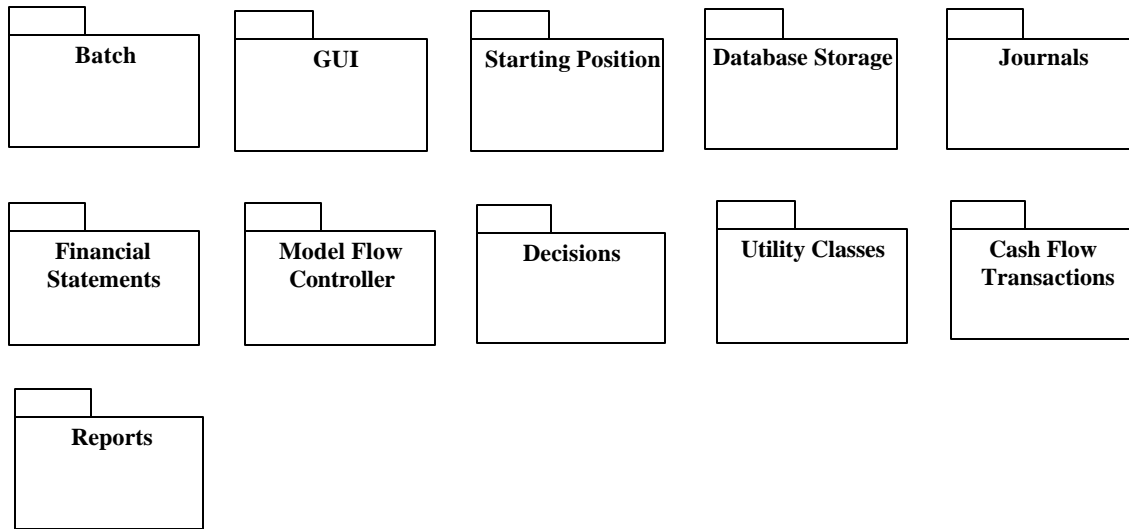 Batch
GUI
Starting Position
Database Storage
Journals
Financial
Statements
Model Flow
Controller
Decisions
Utility Classes
Cash Flow
Transactions
Reports